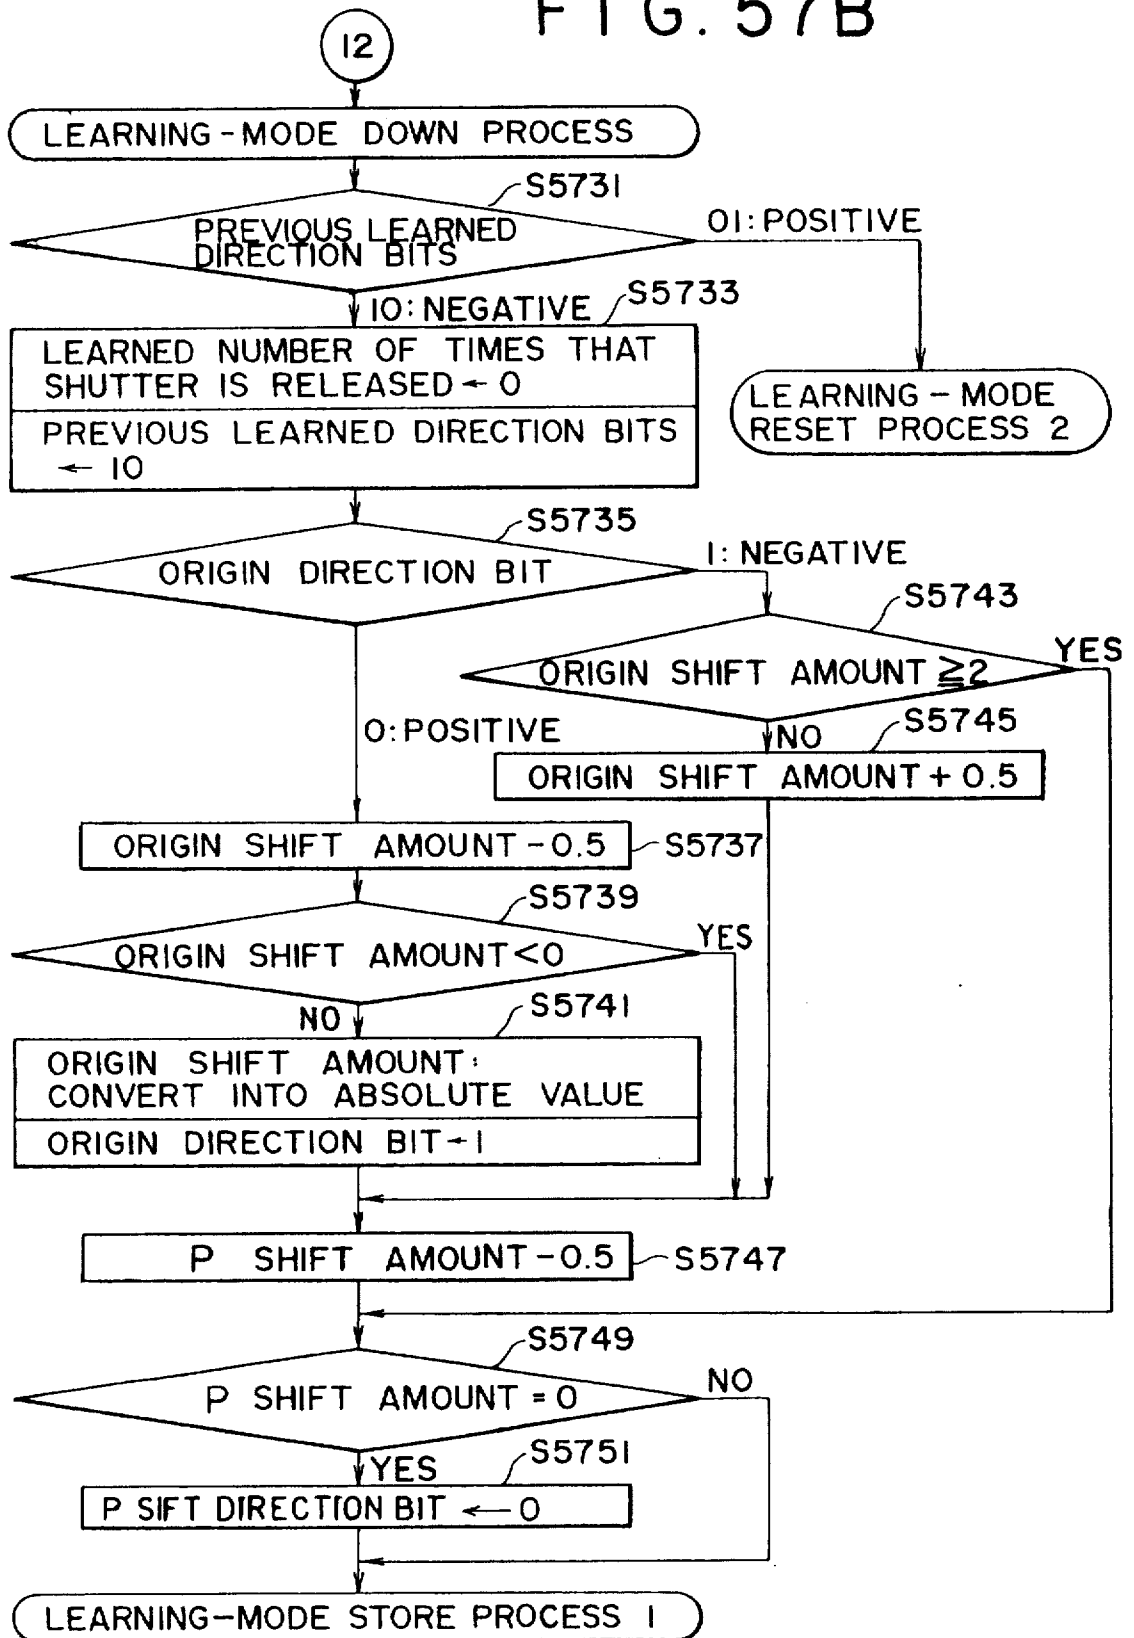 FIG. 57B
12
LEARNING-MODE DOWN PROCESS
S5731
PREVIOUS LEARNED
DIRECTION BITS
01:POSITIVE
10:NEGATIVE
S5733
LEARNED NUMBER OF TIMES THAT
SHUTTER IS RELEASED ← 0
PREVIOUS LEARNED DIRECTION BITS
← 10
LEARNING-MODE
RESET PROCESS 2
S5735
ORIGIN DIRECTION BIT
1:NEGATIVE
S5743
ORIGIN SHIFT AMOUNT ≧2
YES
0:POSITIVE
NO
S5745
ORIGIN SHIFT AMOUNT + 0.5
ORIGIN SHIFT AMOUNT - 0.5
S5737
S5739
ORIGIN SHIFT AMOUNT<0
YES
NO
S5741
ORIGIN SHIFT AMOUNT:
CONVERT INTO ABSOLUTE VALUE
ORIGIN DIRECTION BIT←1
P SHIFT AMOUNT - 0.5
S5747
S5749
P SHIFT AMOUNT = 0
NO
YES
S5751
P SIFT DIRECTION BIT ← 0
LEARNING-MODE STORE PROCESS 1